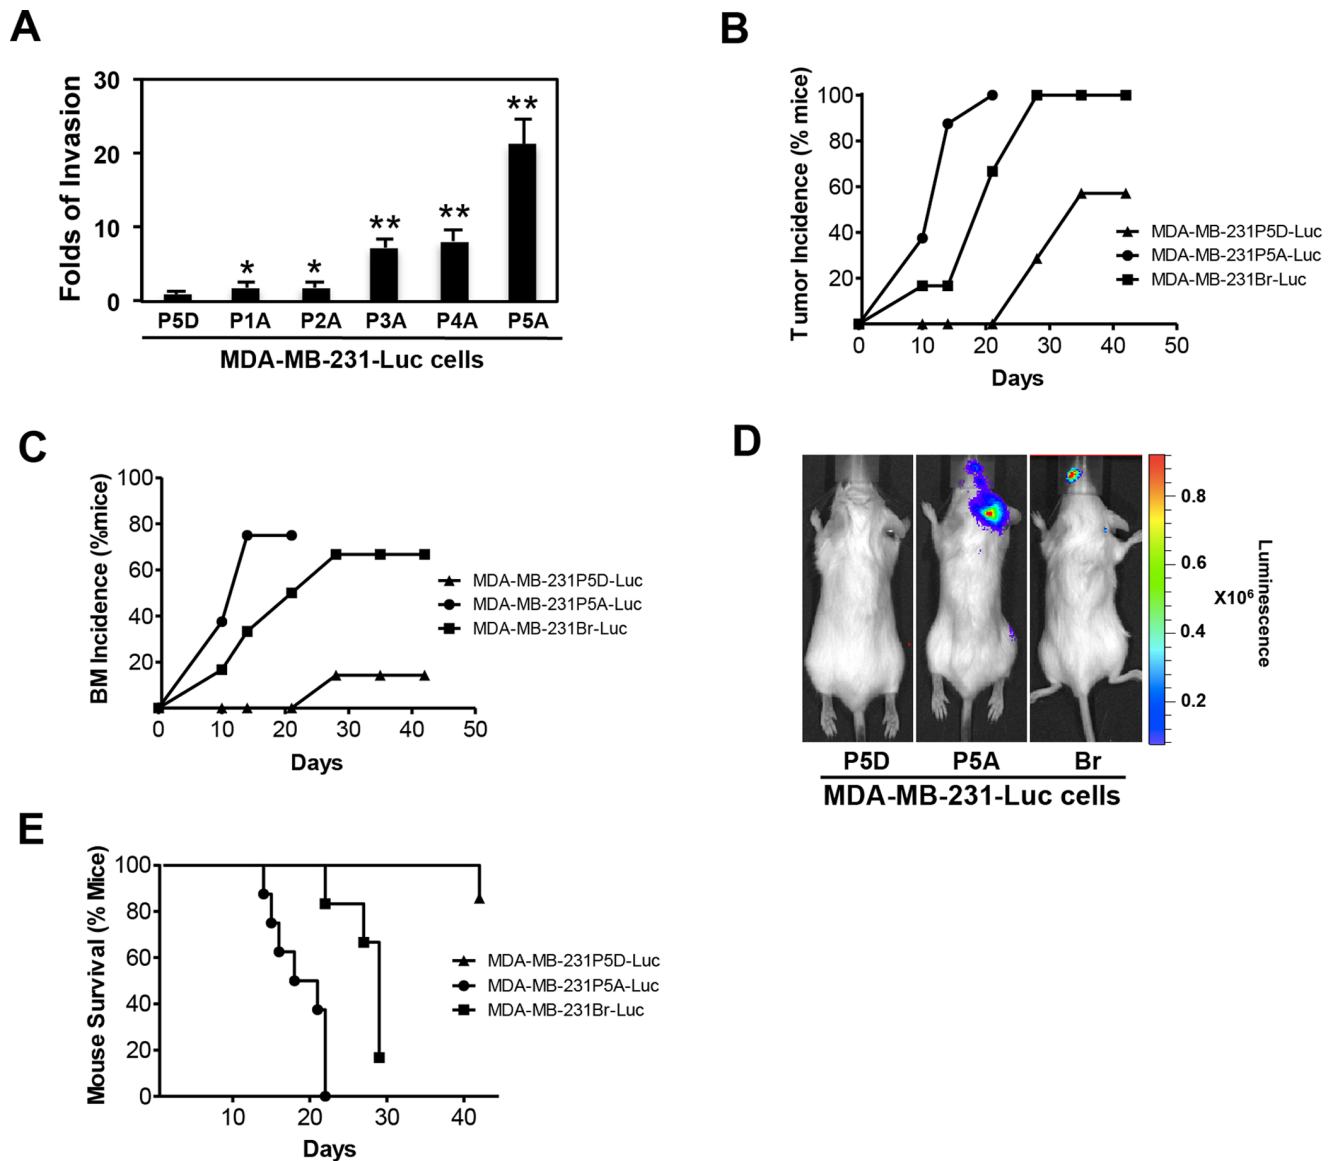 A
Folds of Invasion
30
20
10
0
**
**
**
*
*
P5D P1A P2A P3A P4A P5A
MDA-MB-231-Luc cells
B
Tumor Incidence (% mice)
100
80
60
40
20
0 10 20 30 40 50
Days
MDA-MB-231P5D-Luc
MDA-MB-231P5A-Luc
MDA-MB-231Br-Luc
C
BM Incidence (%mice)
100
80
60
40
20
0 10 20 30 40 50
Days
MDA-MB-231P5D-Luc
MDA-MB-231P5A-Luc
MDA-MB-231Br-Luc
D
0.8
0.6
0.4
0.2
X10⁶
Luminescence
P5D P5A Br
MDA-MB-231-Luc cells
E
Mouse Survival (% Mice)
100
80
60
40
20
0
10 20 30 40
Days
MDA-MB-231P5D-Luc
MDA-MB-231P5A-Luc
MDA-MB-231Br-Luc